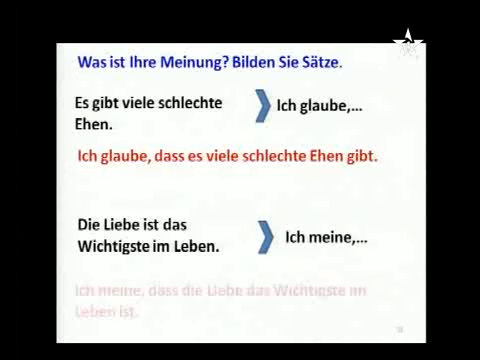 Was ist Ihre Meinung? Bilden Sie Sätze.
Es gibt viele schlechte
Ehen.
Ich glaube,...
Ich glaube, dass es viele schlechte Ehen gibt.
Die Liebe ist das
Wichtigste im Leben.
Ich meine,...
Ich meine, dass die Liebe das Wichtigste im
Leben ist.